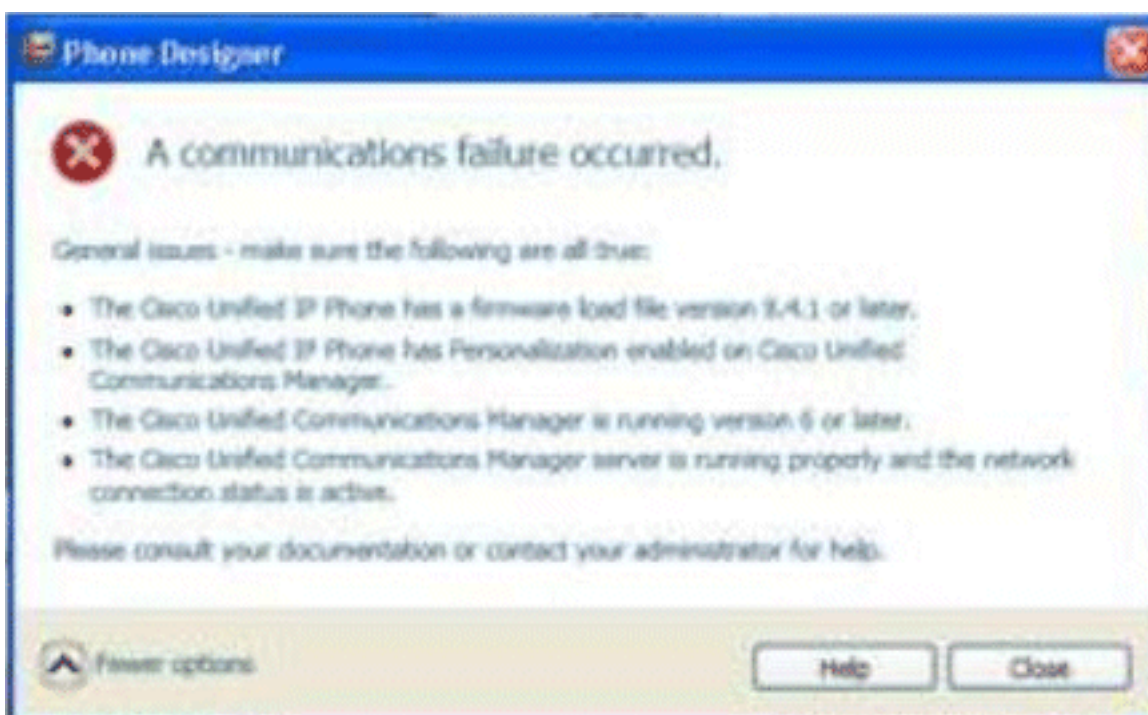 Phone Designer
A communications failure occurred.
General issues - make sure the following are all true:
• The Cisco Unified IP Phone has a firmware load file version 8.4.1 or later.
• The Cisco Unified IP Phone has Personalization enabled on Cisco Unified
Communications Manager.
• The Cisco Unified Communications Manager is running version 6 or later.
• The Cisco Unified Communications Manager server is running properly and the network
connection status is active.
Please consult your documentation or contact your administrator for help.
Fewer options
Help
Close